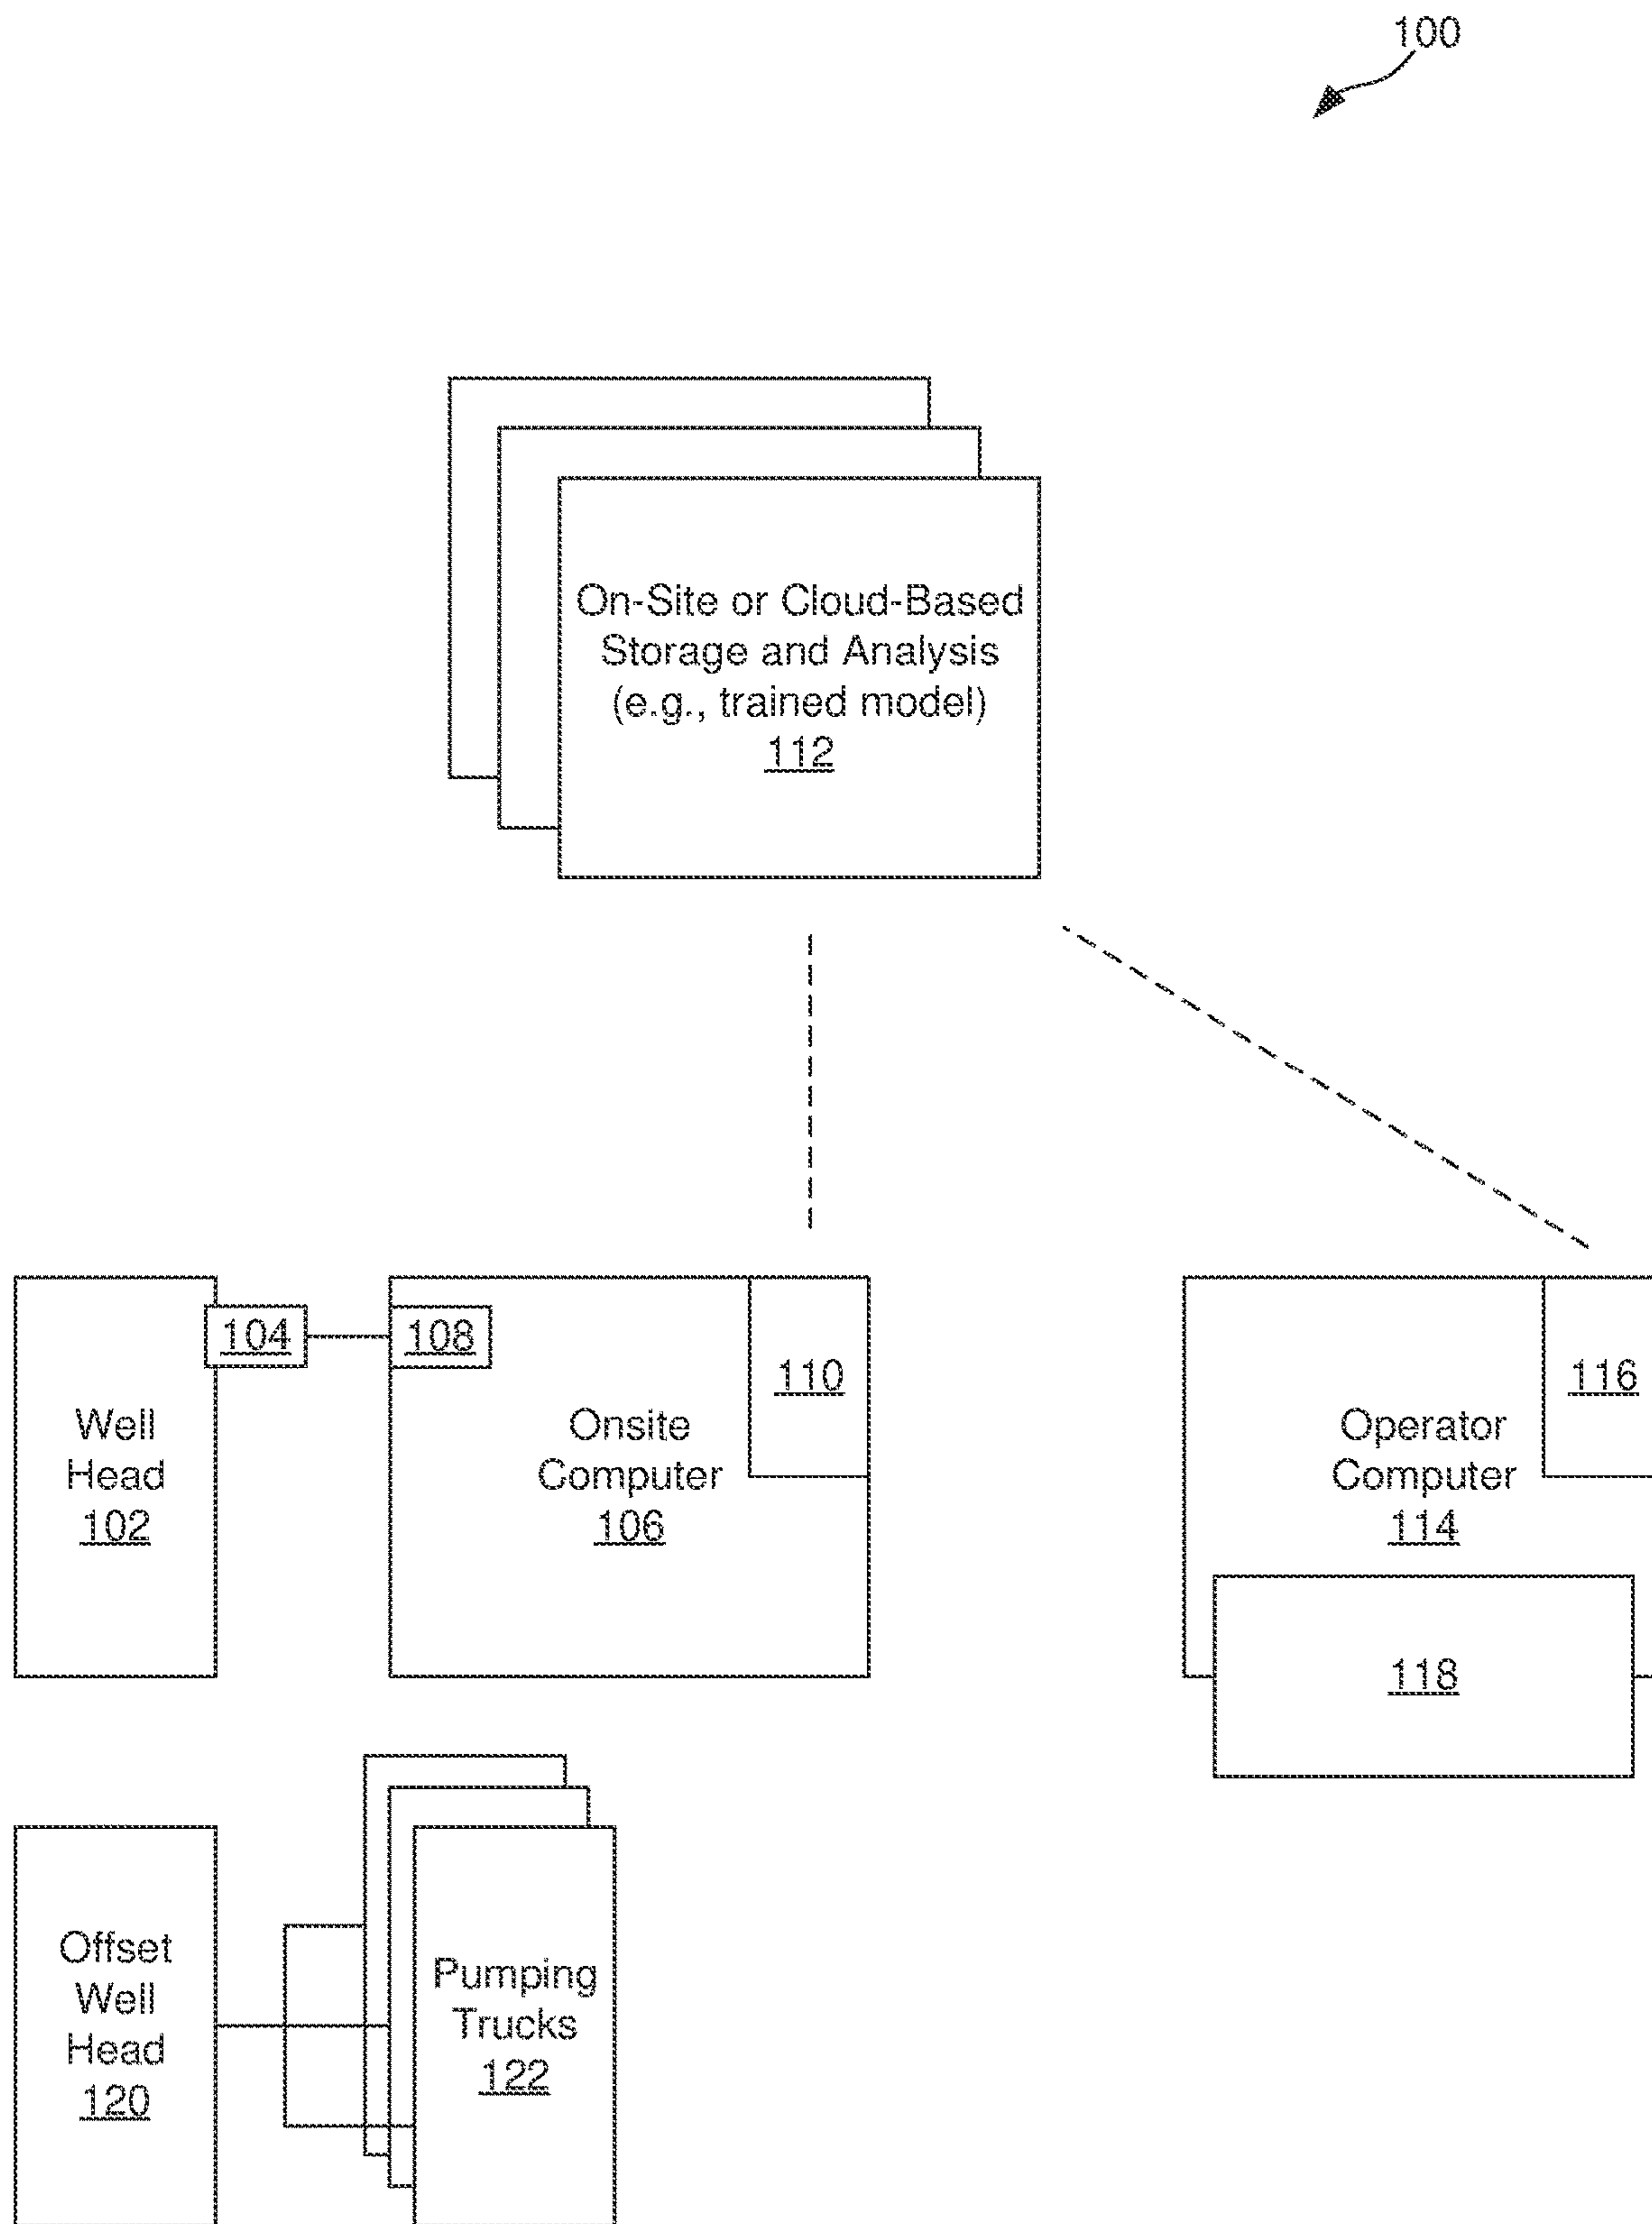 100
On-Site or Cloud-Based
Storage and Analysis
(e.g., trained model)
112
104
108
110
116
Well
Head
102
Onsite
Computer
106
Operator
Computer
114
118
Offset
Well
Head
120
Pumping
Trucks
122